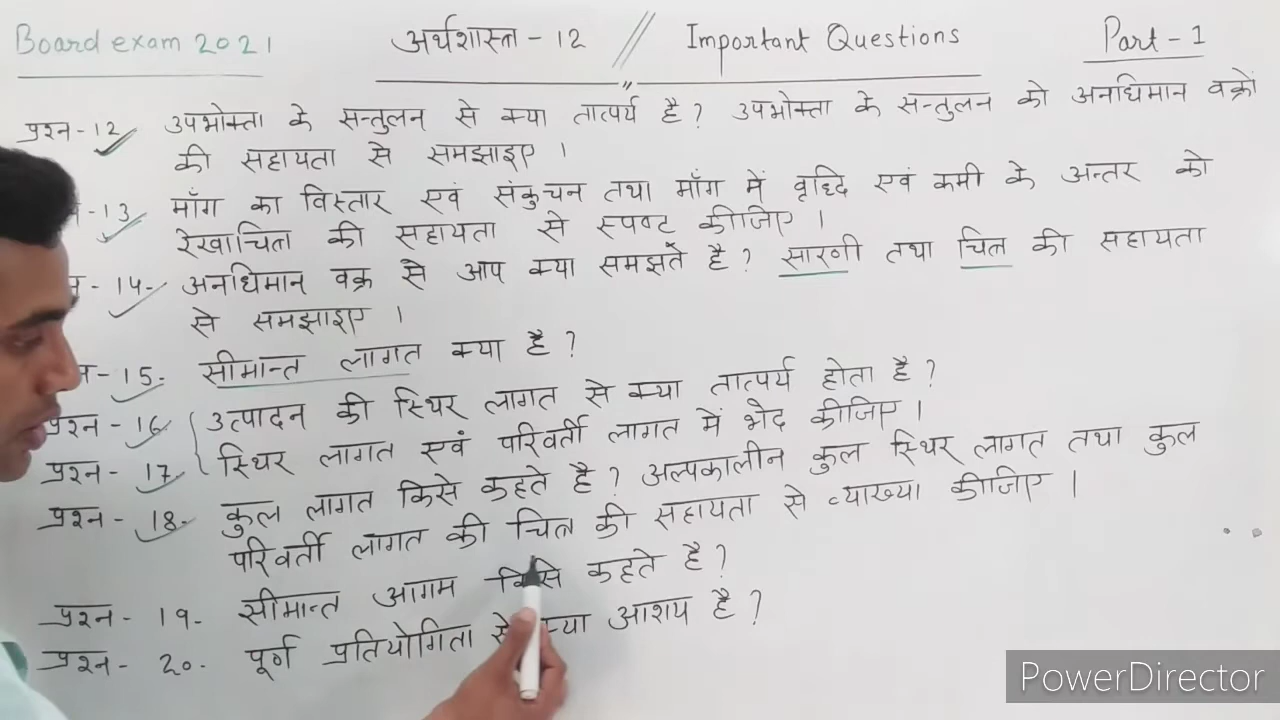 Board exam 2021
अर्थशास्त्र - 12 // Important Questions
Part - 1
प्रश्न - 12 उपभोक्ता के सन्तुलन से क्या तात्पर्य है ? उपभोक्ता के सन्तुलन को अनधिमान वक्रों
की सहायता से समझाइए ।
- 13 माँग का विस्तार एवं संकुचन तथा माँग में वृद्धि एवं कमी के अन्तर को
रेखाचित्र की सहायता से स्पष्ट कीजिए ।
- 14 - अनधिमान वक्र से आप क्या समझते है ? सारणी तथा चित्र की सहायता
से समझाइए ।
- 15 - सीमान्त लागत क्या है ?
प्रश्न - 16 उत्पादन की स्थिर लागत से क्या तात्पर्य होता है ?
प्रश्न - 17 स्थिर लागत एवं परिवर्ती लागत में भेद कीजिए ।
प्रश्न - 18 - कुल लागत किसे कहते है ? अल्पकालीन कुल स्थिर लागत तथा कुल
परिवर्ती लागत की चित्र की सहायता से व्याख्या कीजिए ।
प्रश्न - 19 - सीमान्त आगम किसे कहते है ?
प्रश्न - 20 - पूर्ण प्रतियोगिता से क्या आशय है ?
PowerDirector